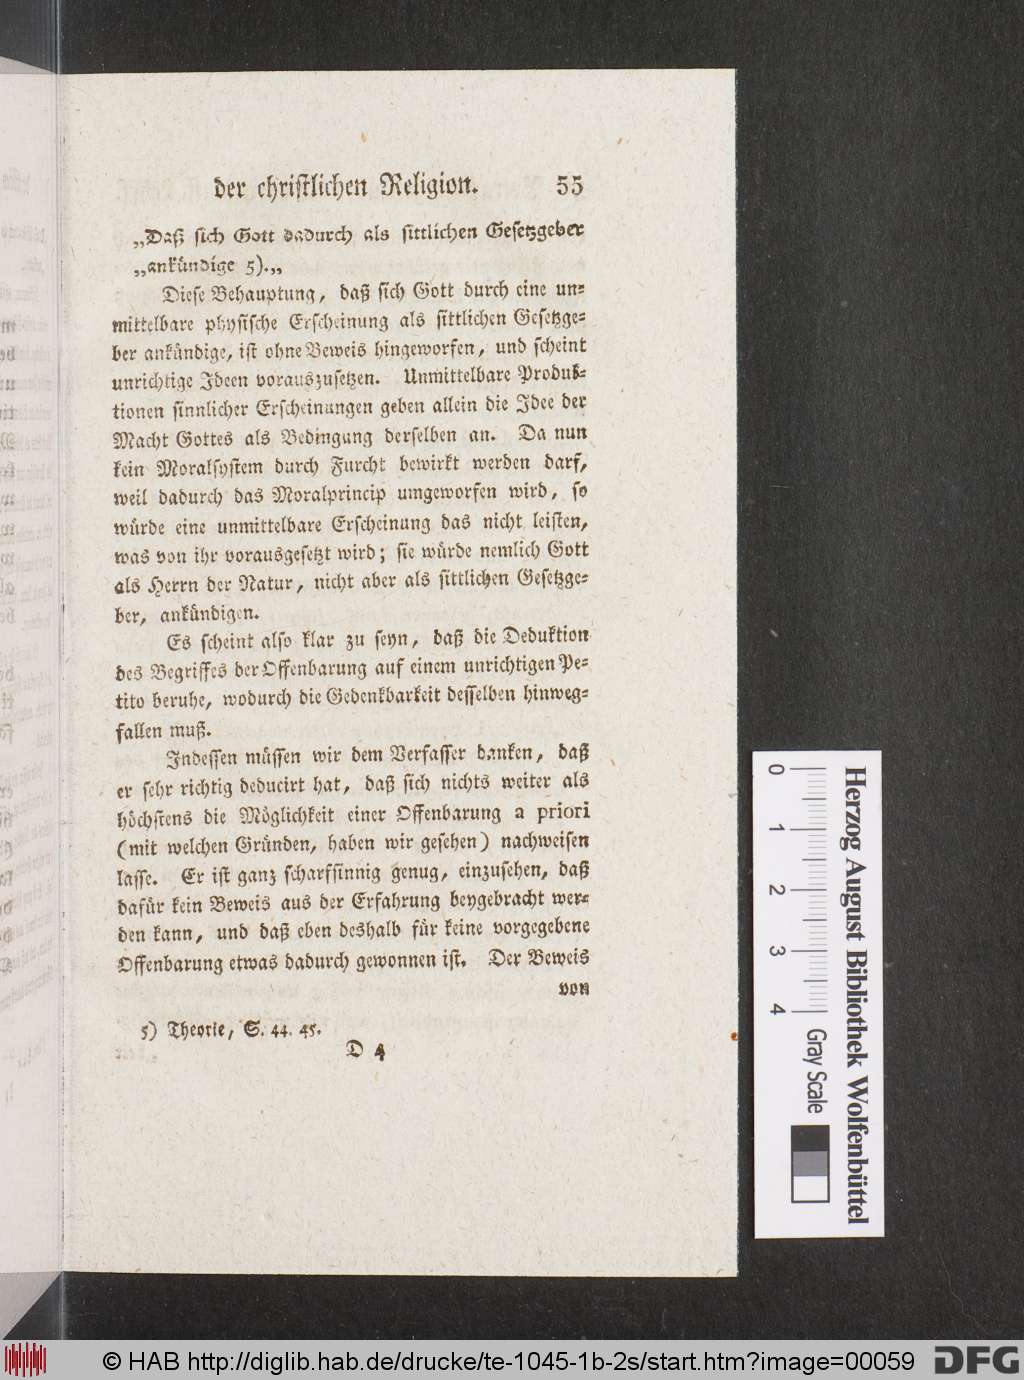 der christlichen Religion. 55
„Daß sich Gott dadurch als sittlichen Gesetzgeber
„ankündige 5).„
Diese Behauptung, daß sich Gott durch eine un-
mittelbare physische Erscheinung als sittlichen Gesetzge-
ber ankündige, ist ohne Beweis hingeworfen, und scheint
unrichtige Ideen vorauszusetzen. Unmittelbare Produk-
tionen sinnlicher Erscheinungen geben allein die Idee der
Macht Gottes als Bedingung derselben an. Da nun
kein Moralsystem durch Furcht bewirkt werden darf,
weil dadurch das Moralprincip umgeworfen wird, so
würde eine unmittelbare Erscheinung das nicht leisten,
was von ihr vorausgesetzt wird; sie würde nemlich Gott
als Herrn der Natur, nicht aber als sittlichen Gesetzge-
ber, ankündigen.
Es scheint also klar zu seyn, daß die Deduktion
des Begriffes der Offenbarung auf einem unrichtigen Pe-
tito beruhe, wodurch die Gedenkbarkeit desselben hinweg-
fallen muß.
Indessen müssen wir dem Verfasser danken, daß
er sehr richtig deducirt hat, daß sich nichts weiter als
höchstens die Möglichkeit einer Offenbarung a priori
(mit welchen Gründen, haben wir gesehen) nachweisen
lasse. Er ist ganz scharfsinnig genug, einzusehen, daß
dafür kein Beweis aus der Erfahrung beygebracht wer-
den kann, und daß eben deshalb für keine vorgegebene
Offenbarung etwas dadurch gewonnen ist. Der Beweis
von
5) Theorie, S. 44. 45.
D 4
0 1 2 3 4 Gray Scale
Herzog August Bibliothek Wolfenbüttel
© HAB http://diglib.hab.de/drucke/te-1045-1b-2s/start.htm?image=00059 DFG